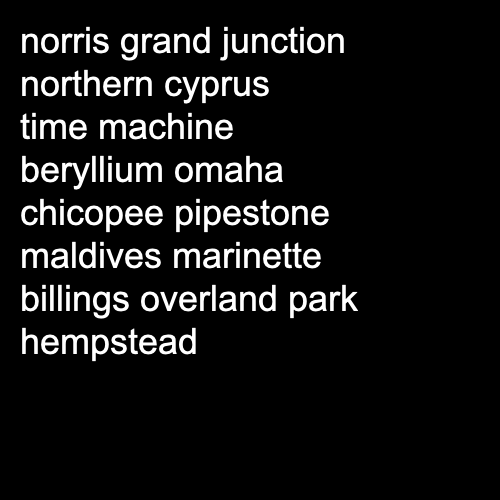 norris grand junction
northern cyprus
time machine
beryllium omaha
chicopee pipestone
maldives marinette
billings overland park
hempstead